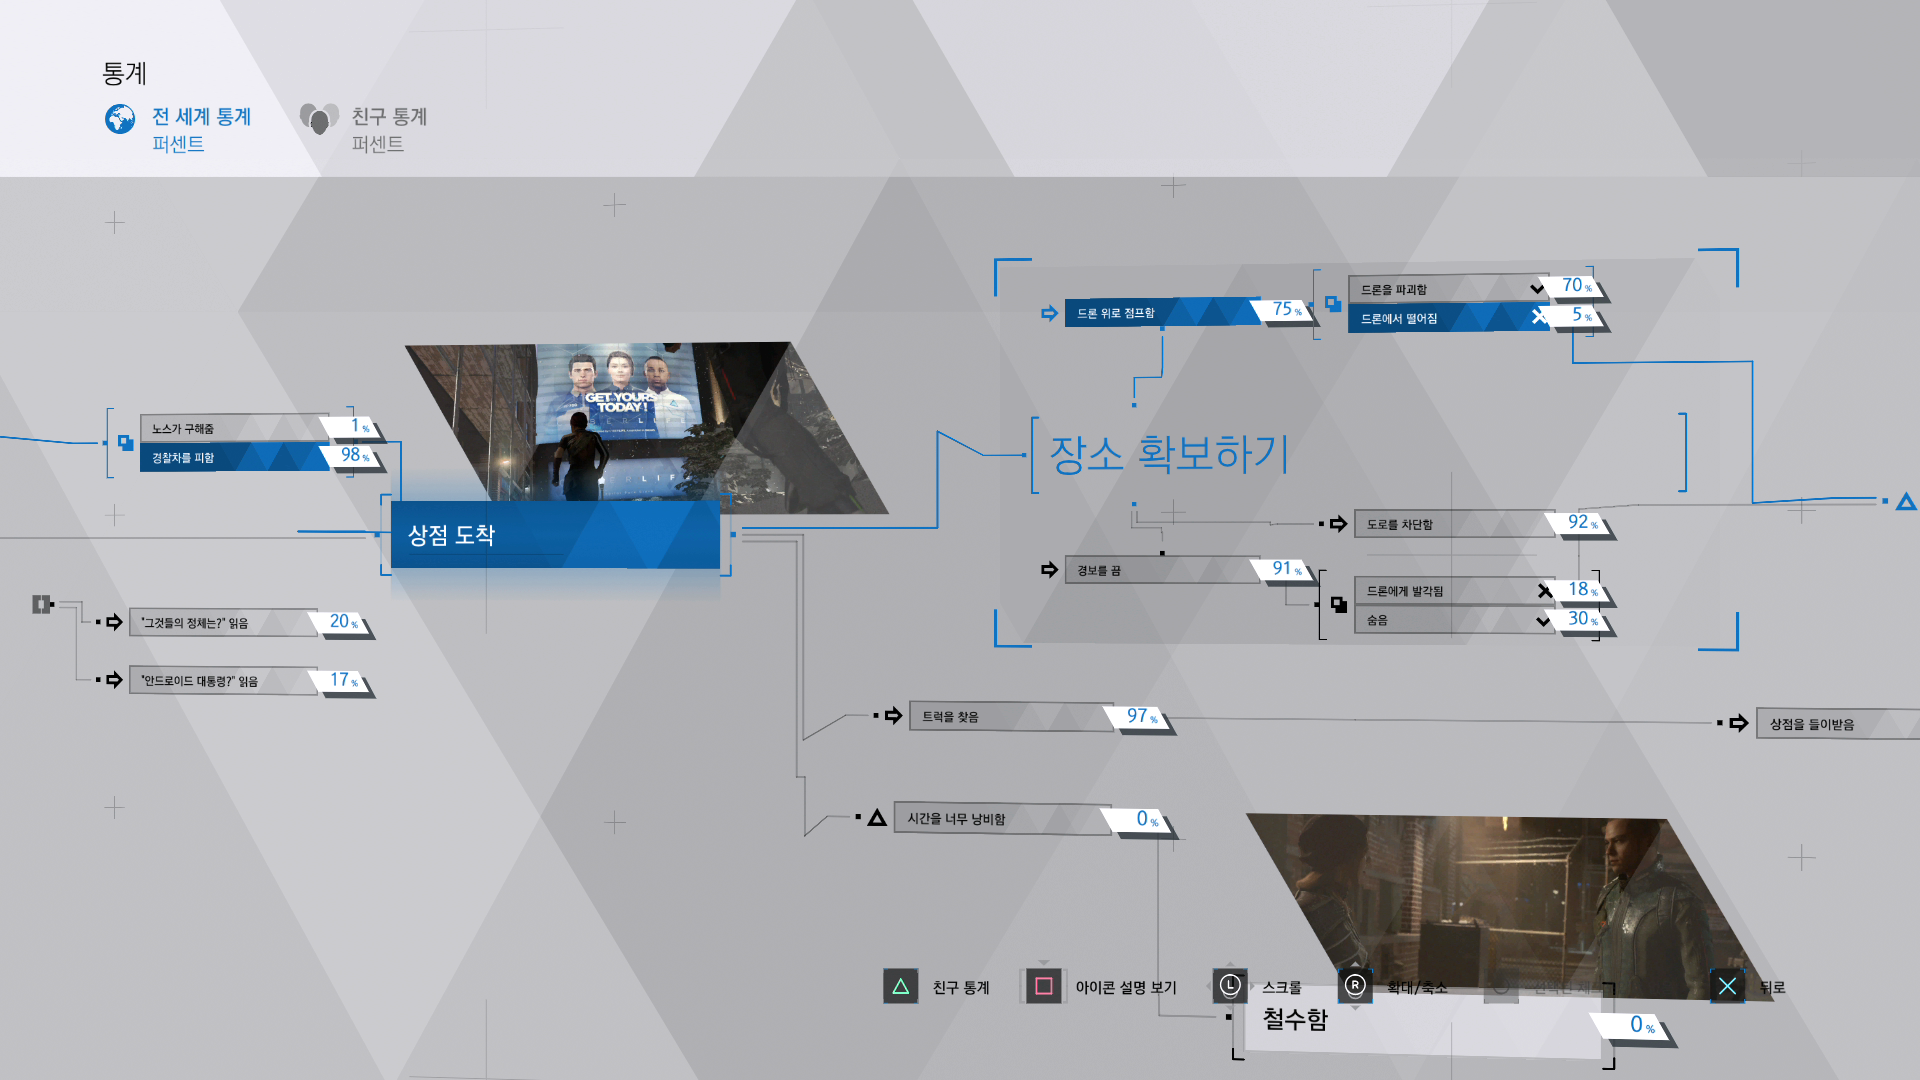 통계
전 세계 통계
퍼센트
친구 통계
퍼센트
드론 위로 점프함 75%
드론을 파괴함 70%
드론에서 떨어짐 5%
GET YOURS
TODAY!
노스가 구해줌 1%
경찰차를 피함 98%
장소 확보하기
상점 도착
도로를 차단함 92%
경보를 끔 91%
드론에게 발각됨 18%
숨음 30%
"그것들의 정체는?" 읽음 20%
"안드로이드 대통령?" 읽음 17%
트럭을 찾음 97%
상점을 들이받음
시간을 너무 낭비함 0%
친구 통계
아이콘 설명 보기
L 스크롤
R 확대/축소
뒤로
철수함 0%